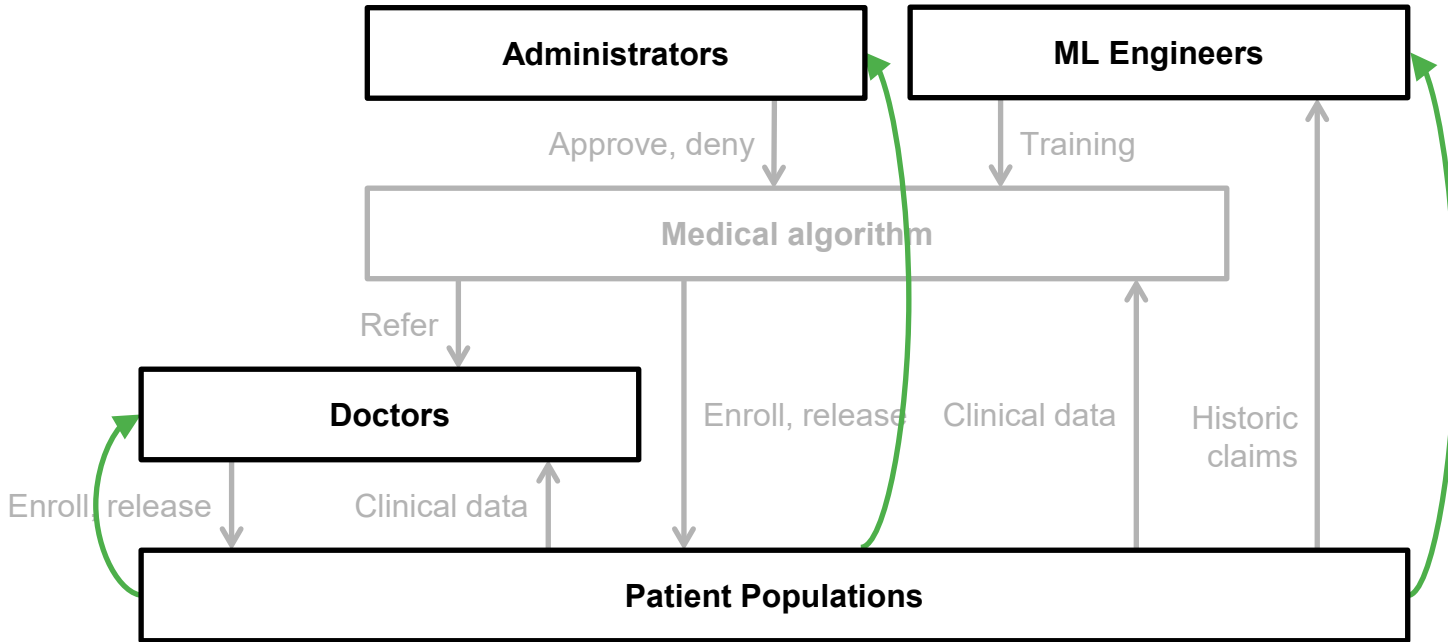 Administrators
ML Engineers
Approve, deny
Training
Medical algorithm
Refer
Doctors
Enroll, release
Clinical data
Historic
claims
Enroll, release
Clinical data
Patient Populations